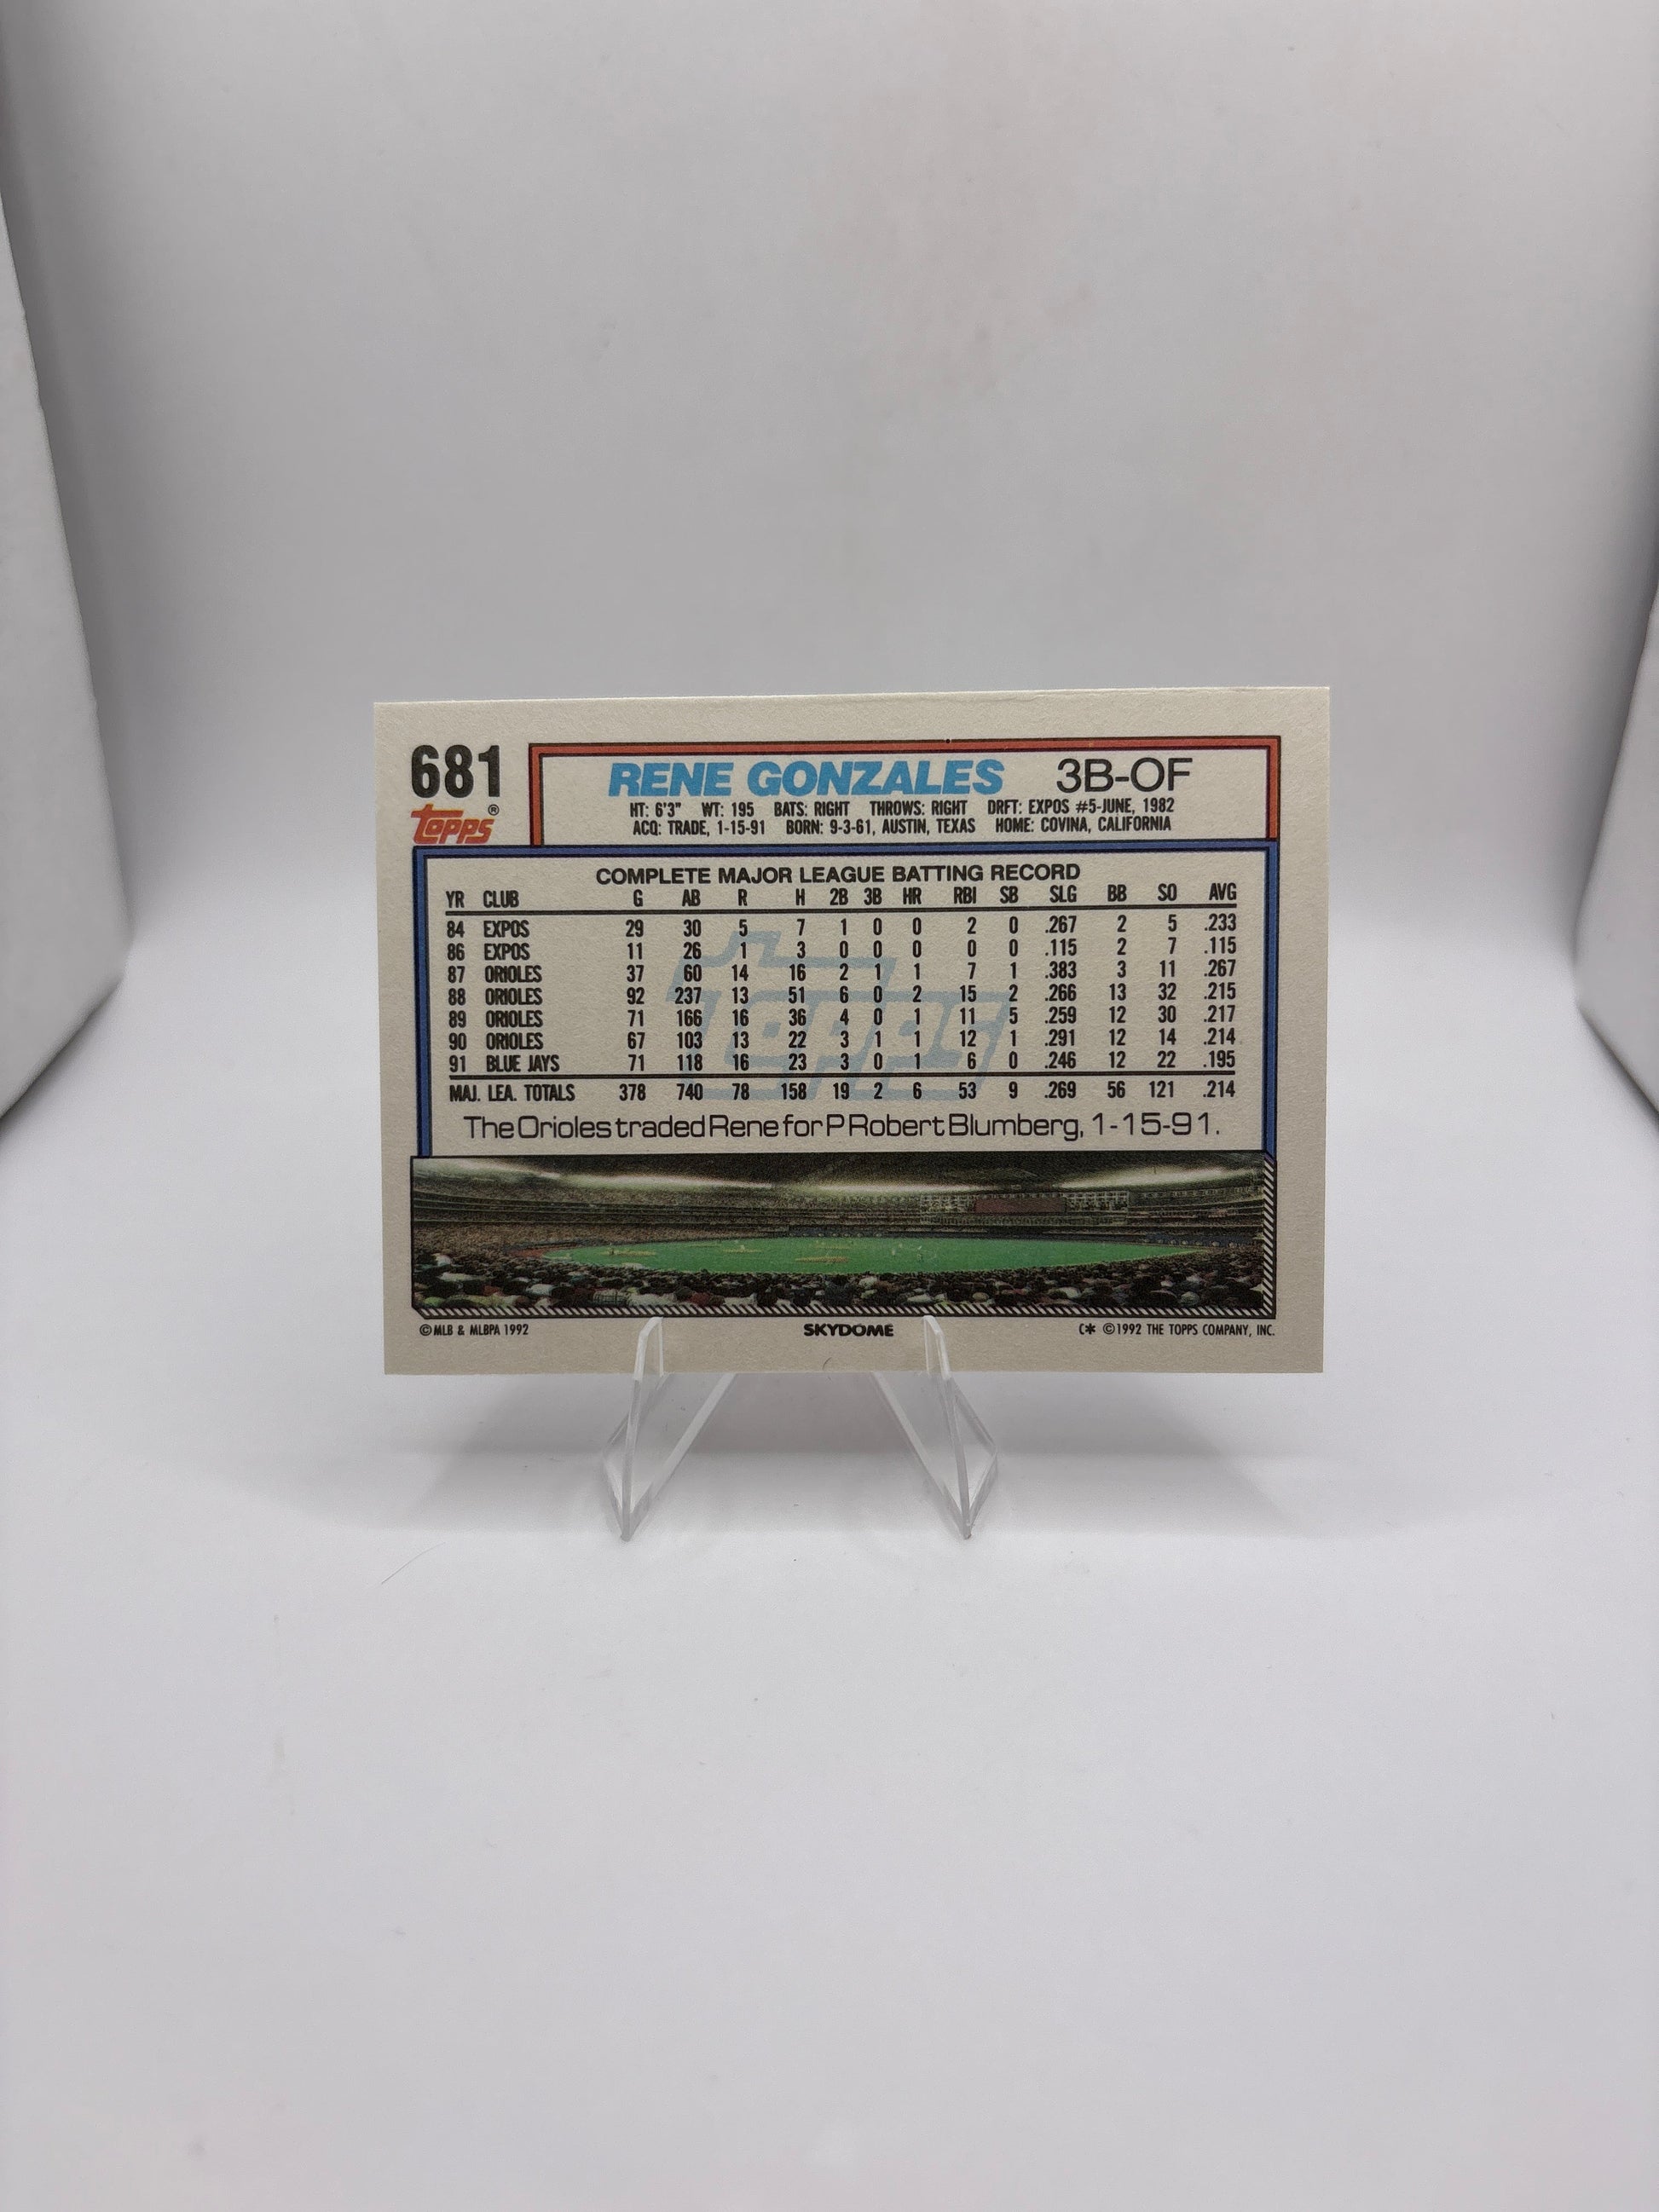 681
topps®
RENE GONZALES 3B-OF
HT: 6'3" WT: 195 BATS: RIGHT THROWS: RIGHT DRFT: EXPOS #5-JUNE, 1982
ACQ: TRADE, 1-15-91 BORN: 9-3-61, AUSTIN, TEXAS HOME: COVINA, CALIFORNIA
COMPLETE MAJOR LEAGUE BATTING RECORD
YR CLUB G AB R H 2B 3B HR RBI SB SLG BB SO AVG
84 EXPOS 29 30 5 7 1 0 0 2 0 .267 2 5 .233
86 EXPOS 11 26 1 3 0 0 0 0 0 .115 2 7 .115
87 ORIOLES 37 60 14 16 2 1 1 7 1 .383 3 11 .267
88 ORIOLES 92 237 13 51 6 0 2 15 2 .266 13 32 .215
89 ORIOLES 71 166 16 36 4 0 1 11 5 .259 12 30 .217
90 ORIOLES 67 103 13 22 3 1 1 12 1 .291 12 14 .214
91 BLUE JAYS 71 118 16 23 3 0 1 6 0 .246 12 22 .195
MAJ. LEA. TOTALS 378 740 78 158 19 2 6 53 9 .269 56 121 .214
topps
The Orioles traded Rene for P Robert Blumberg, 1-15-91.
© MLB & MLBPA 1992 SKYDOME C* ©1992 THE TOPPS COMPANY, INC.